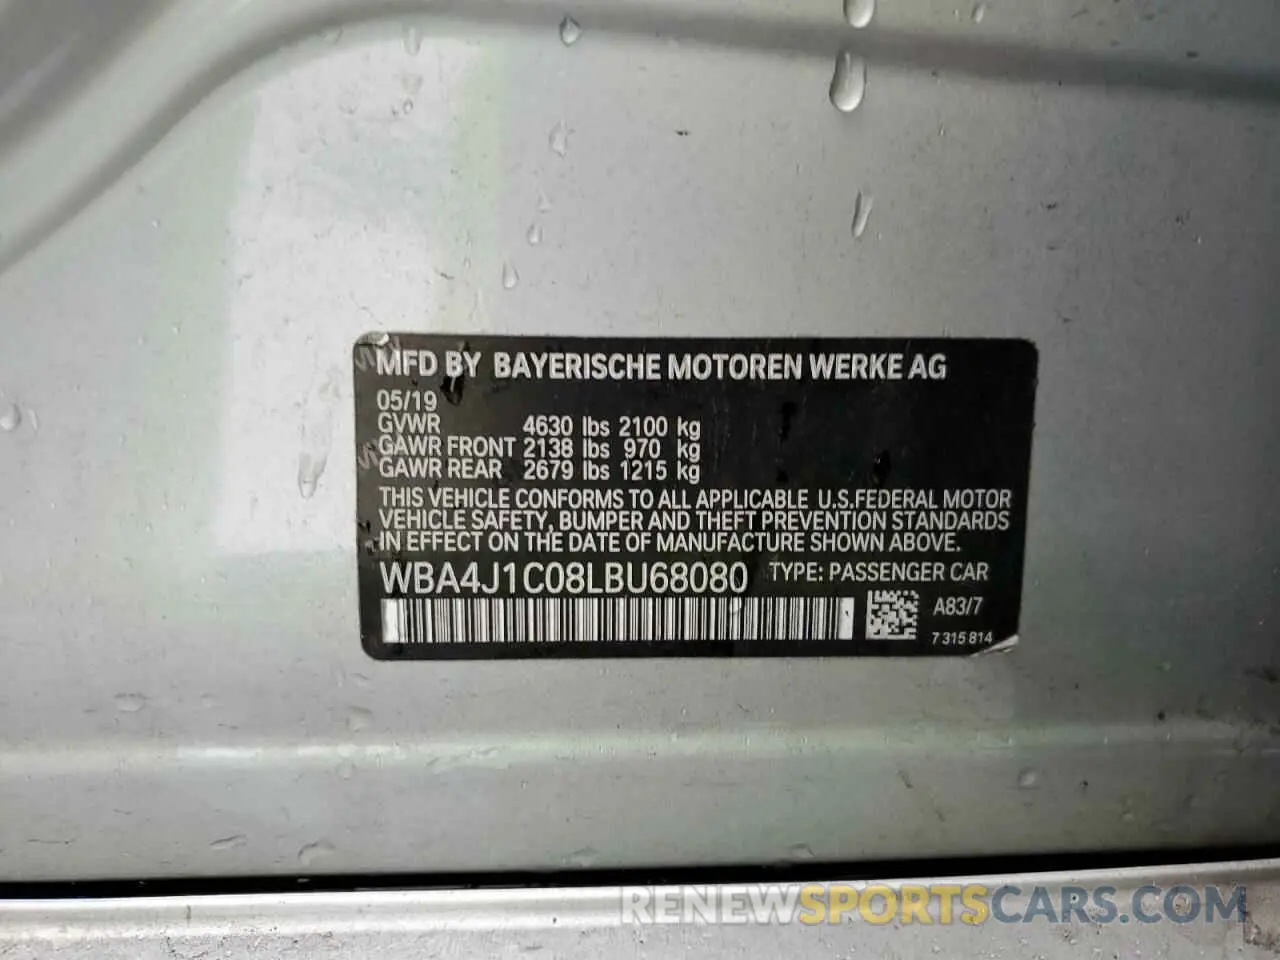 MFD BY BAYERISCHE MOTOREN WERKE AG
05/19
GVWR 4630 lbs 2100 kg
GAWR FRONT 2138 lbs 970 kg
GAWR REAR 2679 lbs 1215 kg
THIS VEHICLE CONFORMS TO ALL APPLICABLE U.S.FEDERAL MOTOR
VEHICLE SAFETY, BUMPER AND THEFT PREVENTION STANDARDS
IN EFFECT ON THE DATE OF MANUFACTURE SHOWN ABOVE.
WBA4J1C08LBU68080 TYPE: PASSENGER CAR
A83/7
7 315 814
RENEWSPORTSCARS.COM